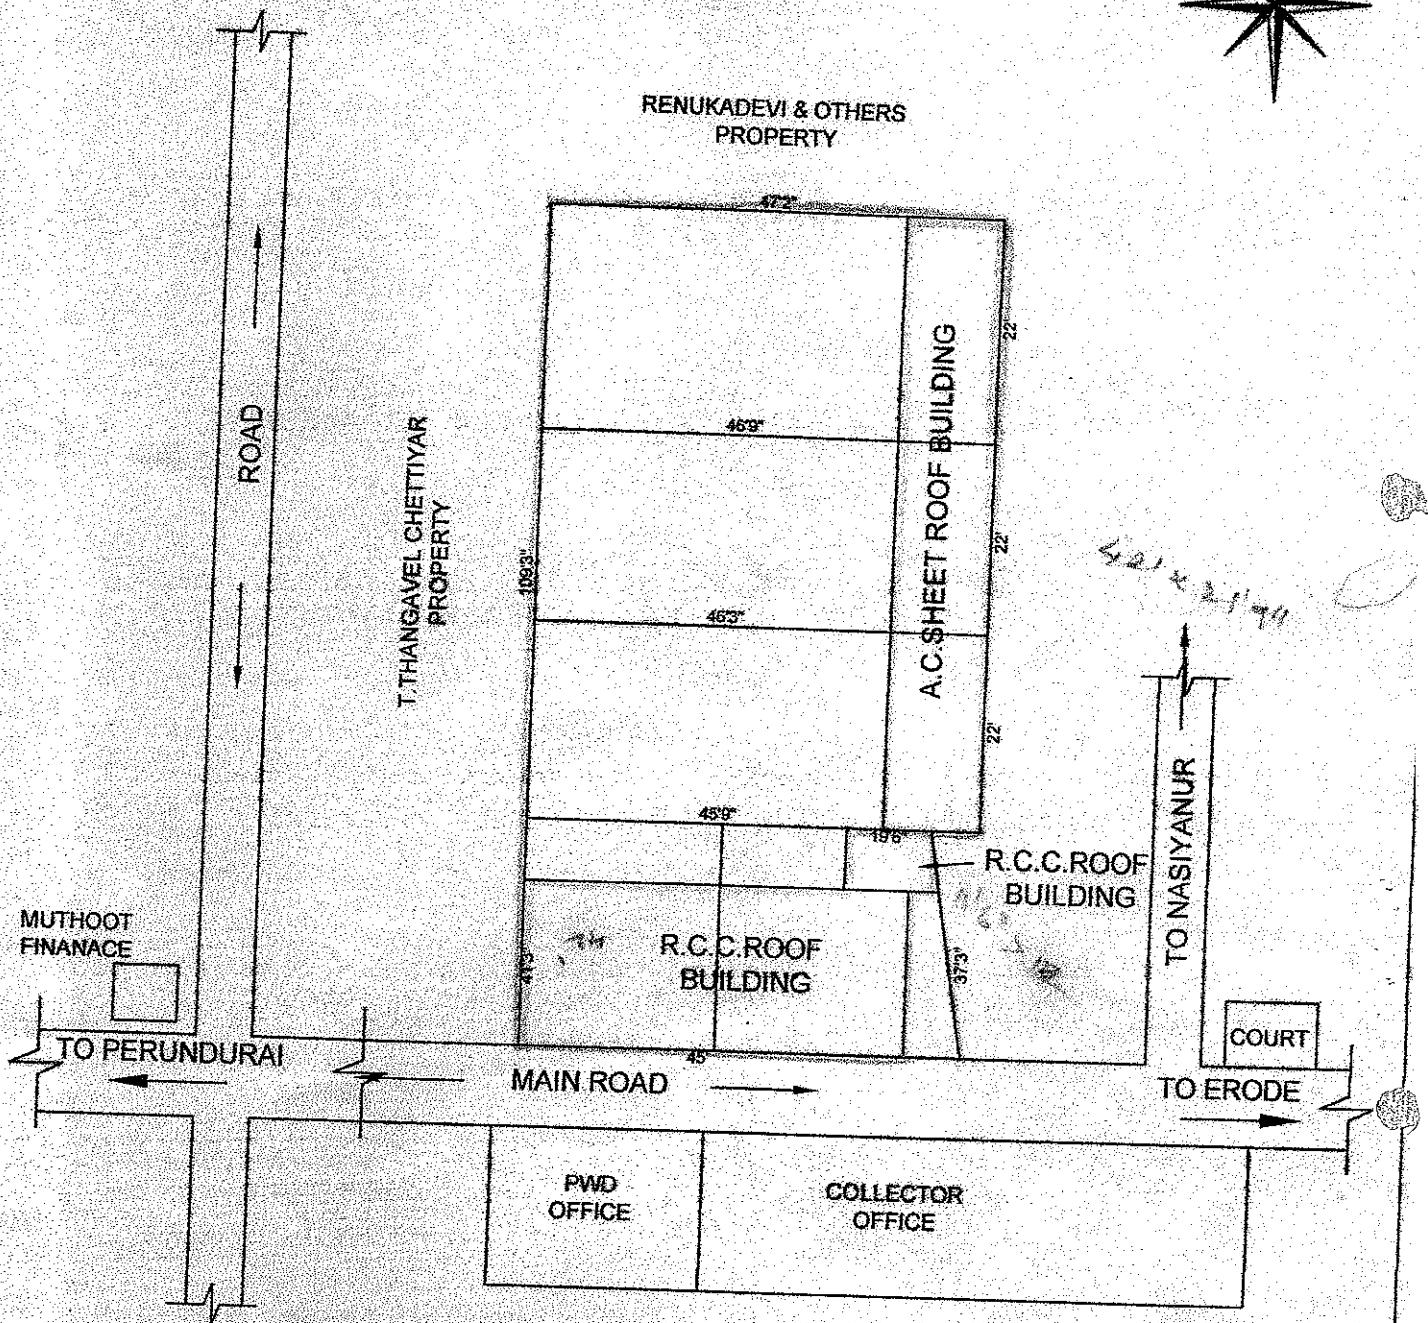 RENUKADEVI & OTHERS
PROPERTY
47'2"
22'
ROAD
T.THANGAVEL CHETTIYAR
PROPERTY
46'9"
A.C.SHEET ROOF BUILDING
109'3"
22'
46'3"
22'
45'9"
19'6"
R.C.C.ROOF
BUILDING
TO NASIYANUR
MUTHOOT
FINANACE
R.C.C.ROOF
BUILDING
41'3"
37'3"
COURT
TO PERUNDURAI
45'
MAIN ROAD
TO ERODE
PWD
OFFICE
COLLECTOR
OFFICE